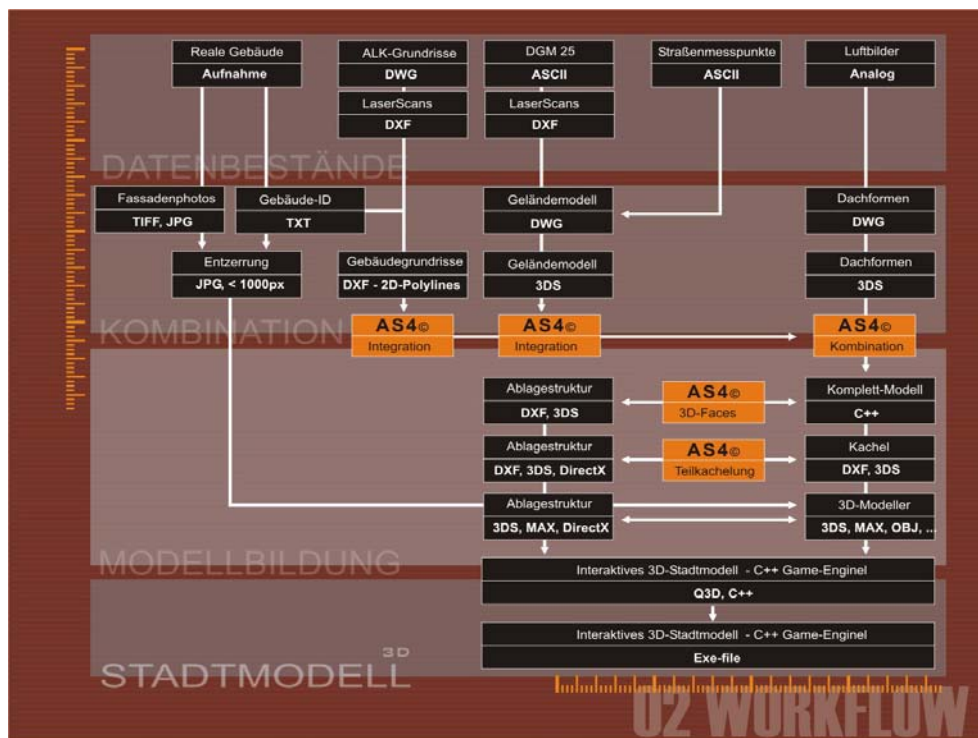 Reale Gebäude
Aufnahme
ALK-Grundrisse
DWG
DGM 25
ASCII
Straßenmesspunkte
ASCII
Luftbilder
Analog
LaserScans
DXF
LaserScans
DXF
DATENBESTÄNDE
Fassadenphotos
TIFF, JPG
Gebäude-ID
TXT
Geländemodell
DWG
Dachformen
DWG
Entzerrung
JPG, < 1000px
Gebäudegrundrisse
DXF - 2D-Polylines
Geländemodell
3DS
Dachformen
3DS
KOMBINATION
AS4©
Integration
AS4©
Integration
AS4©
Kombination
Ablagestruktur
DXF, 3DS
AS4©
3D-Faces
Komplett-Modell
C++
Ablagestruktur
DXF, 3DS, DirectX
AS4©
Teilkachelung
Kachel
DXF, 3DS
Ablagestruktur
3DS, MAX, DirectX
3D-Modeller
3DS, MAX, OBJ, ...
MODELLBILDUNG
Interaktives 3D-Stadtmodell - C++ Game-Enginel
Q3D, C++
Interaktives 3D-Stadtmodell - C++ Game-Enginel
Exe-file
3D
STADTMODELL
02 WORKFLOW